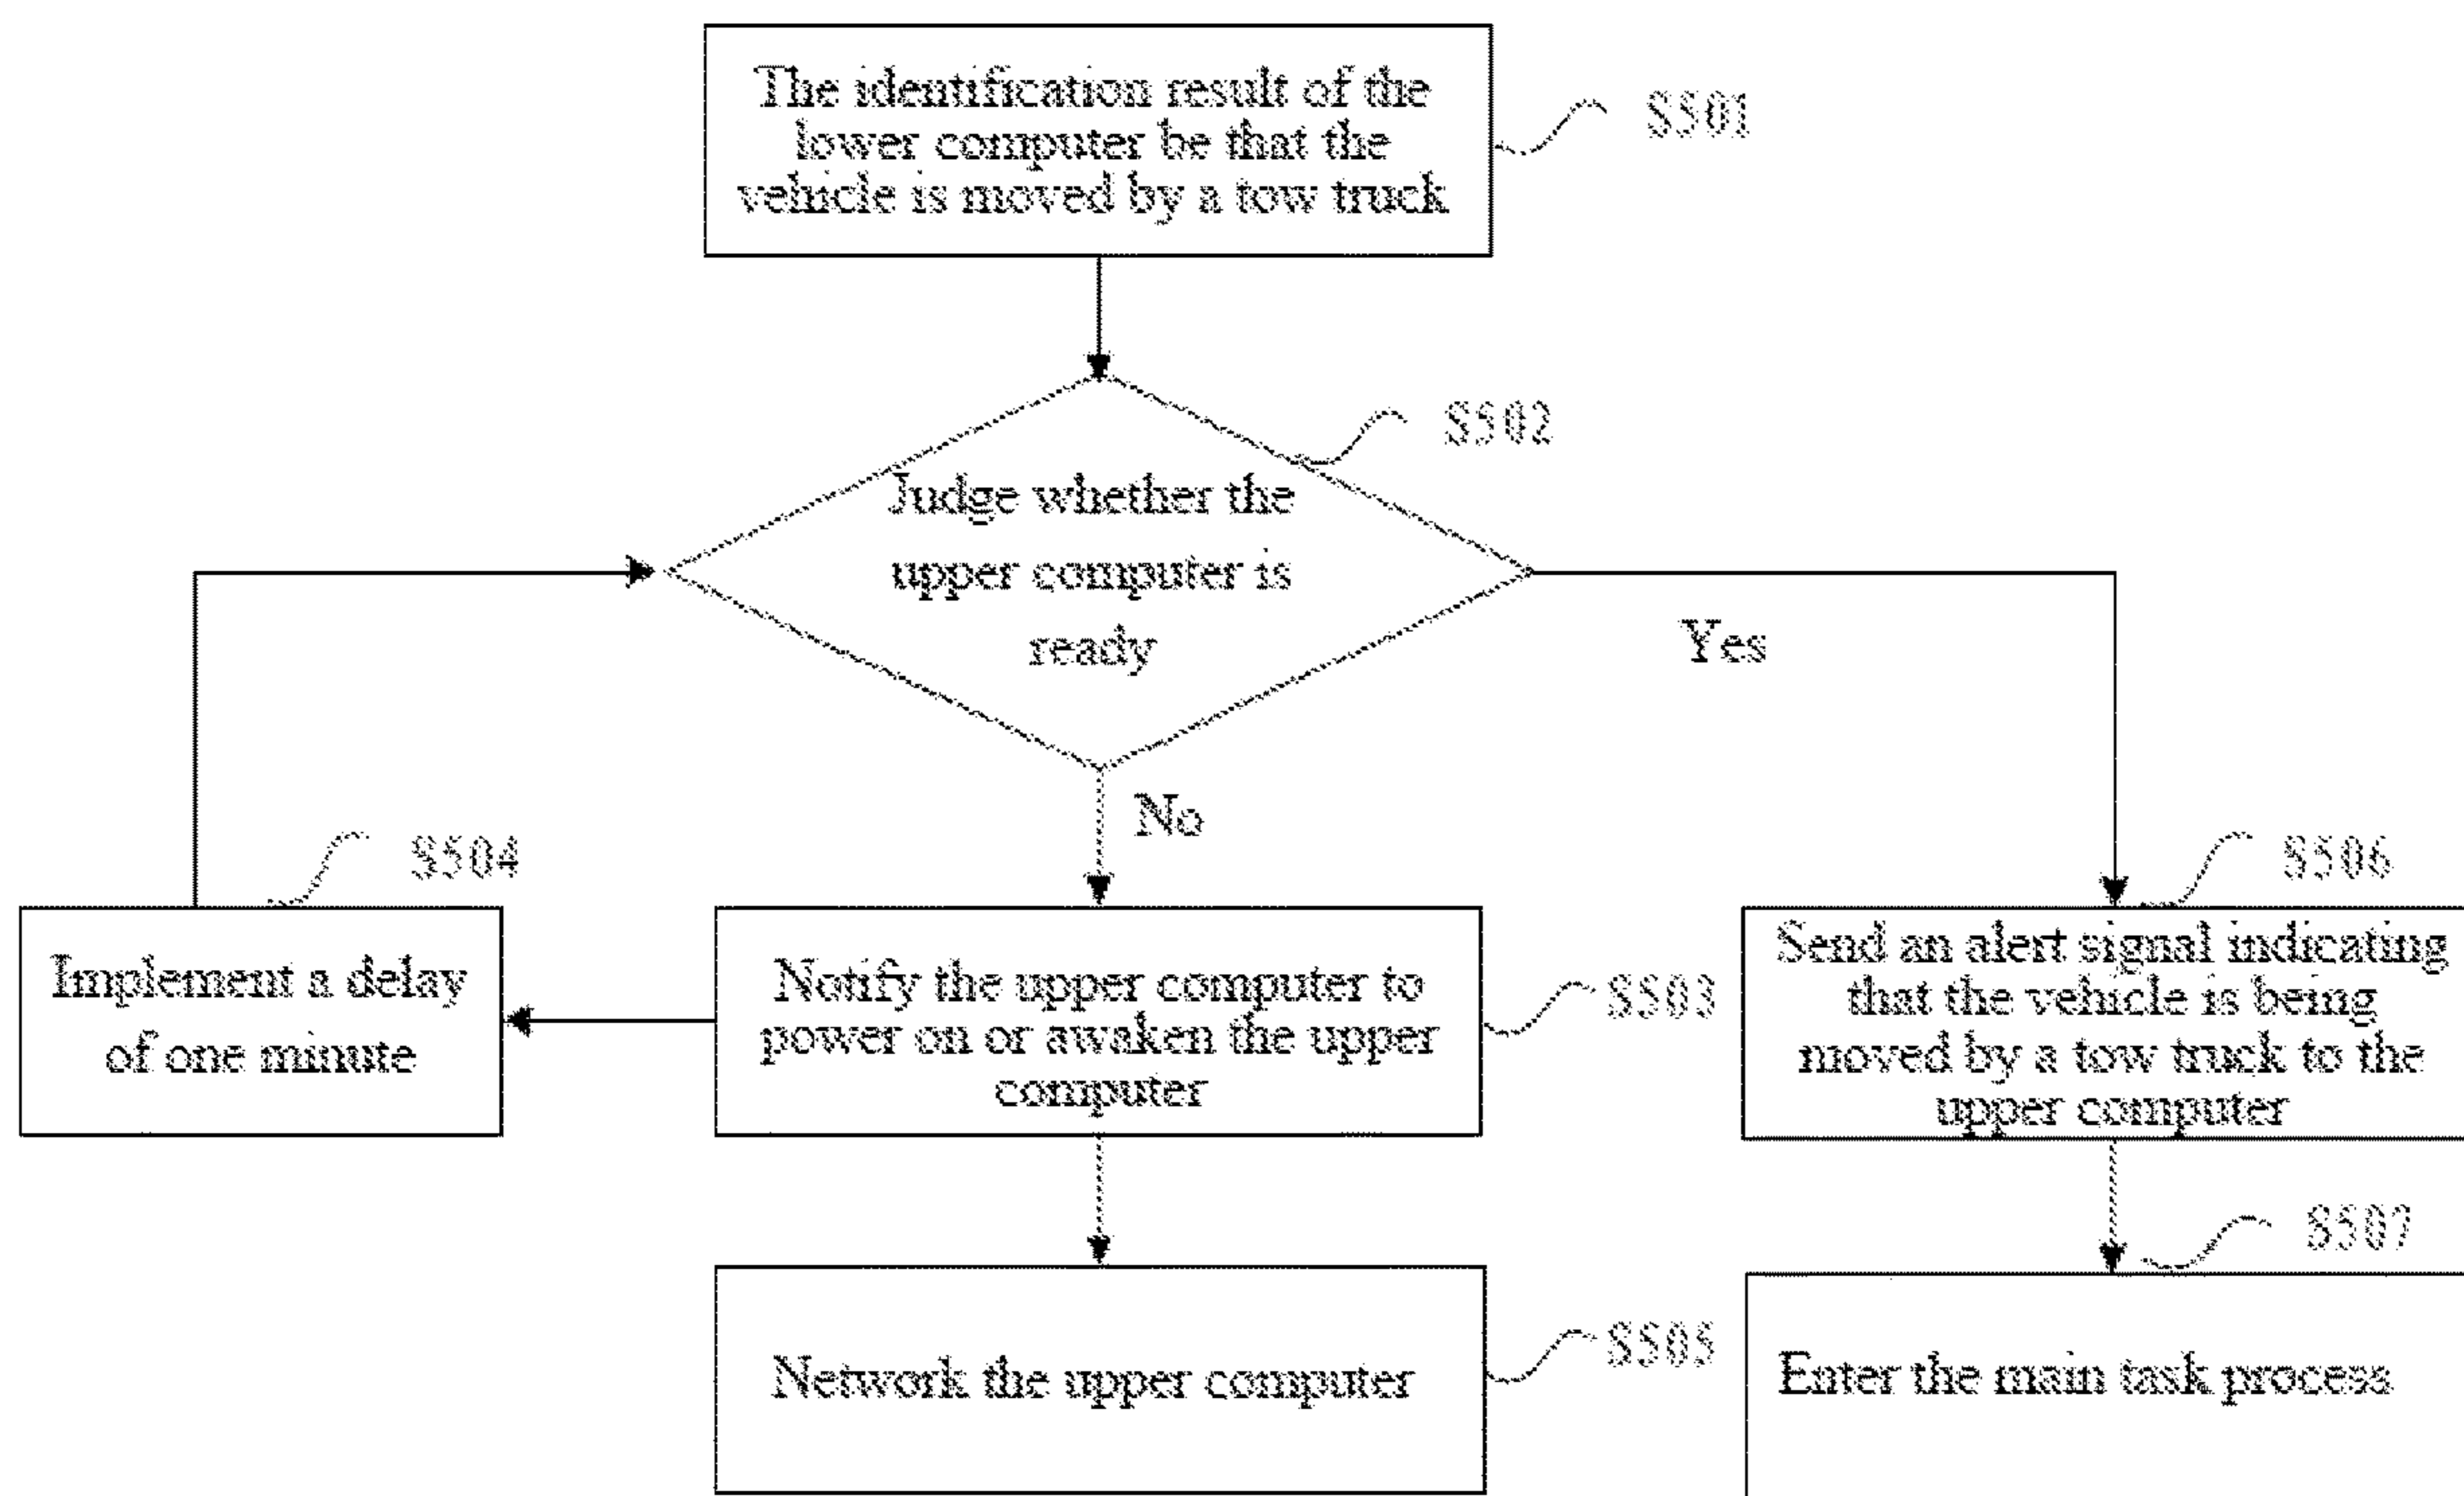 The identification result of the
lower computer be that the
vehicle is moved by a tow truck
S501
S502
Judge whether the
upper computer is
ready
Yes
No
S504
Implement a delay
of one minute
Notify the upper computer to
power on or awaken the upper
computer
S503
S506
Send an alert signal indicating
that the vehicle is being
moved by a tow truck to the
upper computer
Network the upper computer
S505
S507
Enter the main task process